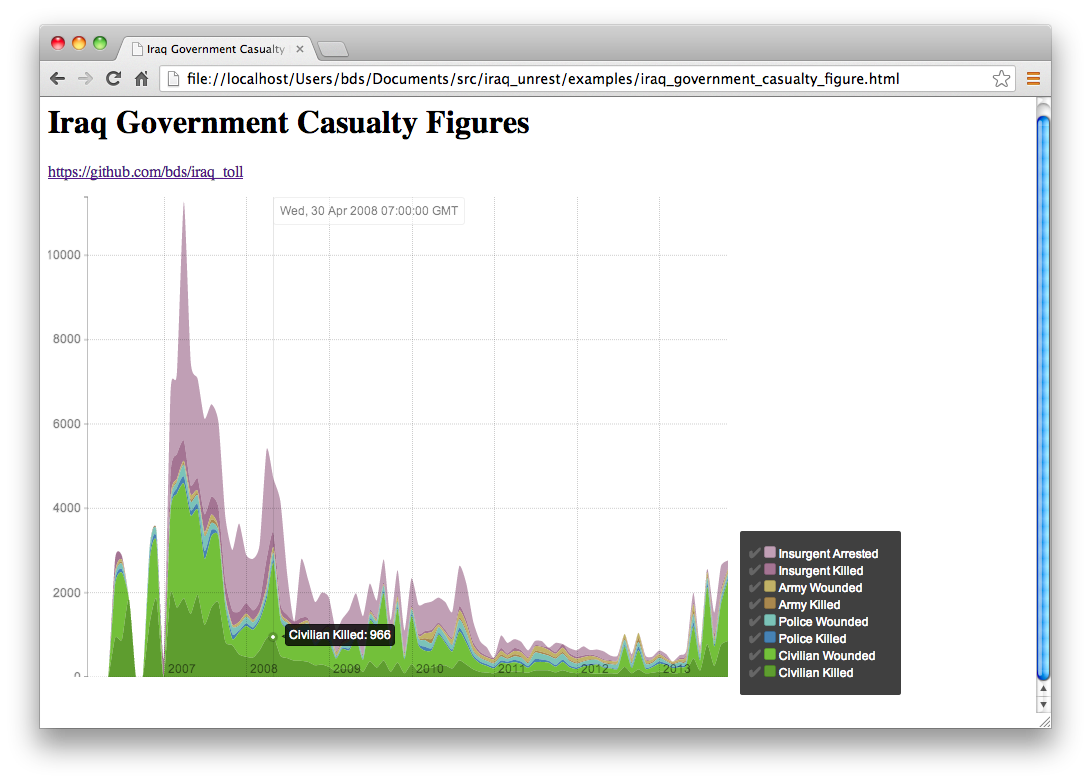 Iraq Government Casualty
file://localhost/Users/bds/Documents/src/iraq_unrest/examples/iraq_government_casualty_figure.html
Iraq Government Casualty Figures
https://github.com/bds/iraq_toll
Wed, 30 Apr 2008 07:00:00 GMT
10000
8000
6000
4000
2000
0
Civilian Killed: 966
2007
2008
2009
2010
2011
2012
2013
Insurgent Arrested
Insurgent Killed
Army Wounded
Army Killed
Police Wounded
Police Killed
Civilian Wounded
Civilian Killed